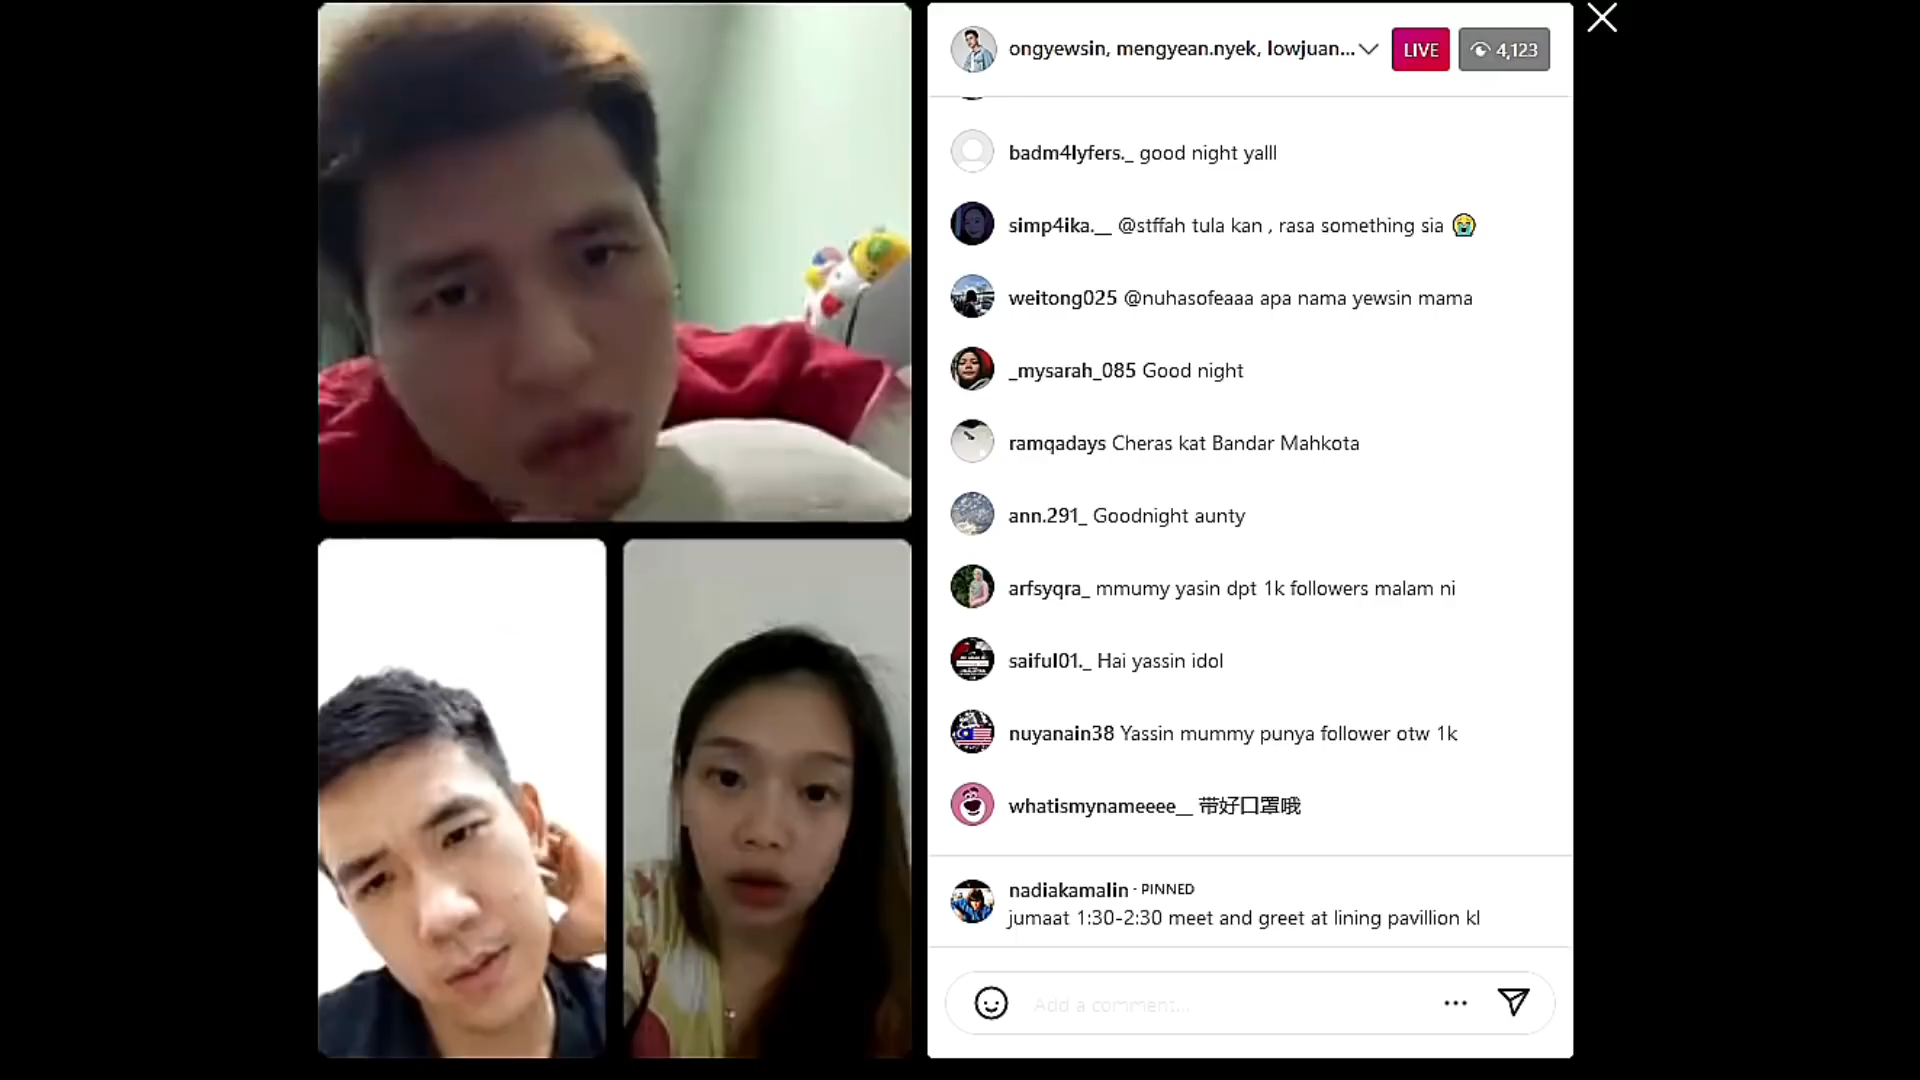 ongyewsin, mengyean.nyek, lowjuan...
LIVE
4,123
badm4lyfers._ good night yalll
simp4ika.__ @stffah tula kan , rasa something sia 😭
weitong025 @nuhasofeaaa apa nama yewsin mama
_mysarah_085 Good night
ramqadays Cheras kat Bandar Mahkota
ann.291_ Goodnight aunty
arfsyqra_ mmumy yasin dpt 1k followers malam ni
saiful01._ Hai yassin idol
nuyanain38 Yassin mummy punya follower otw 1k
whatismynameeee__ 带好口罩哦
nadiakamalin · PINNED
jumaat 1:30-2:30 meet and greet at lining pavillion kl
Add a comment...